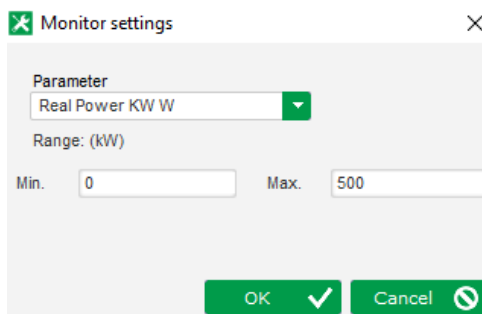 Monitor settings
Parameter
Real Power KW W
Range: (kW)
Min. 0 Max. 500
OK Cancel